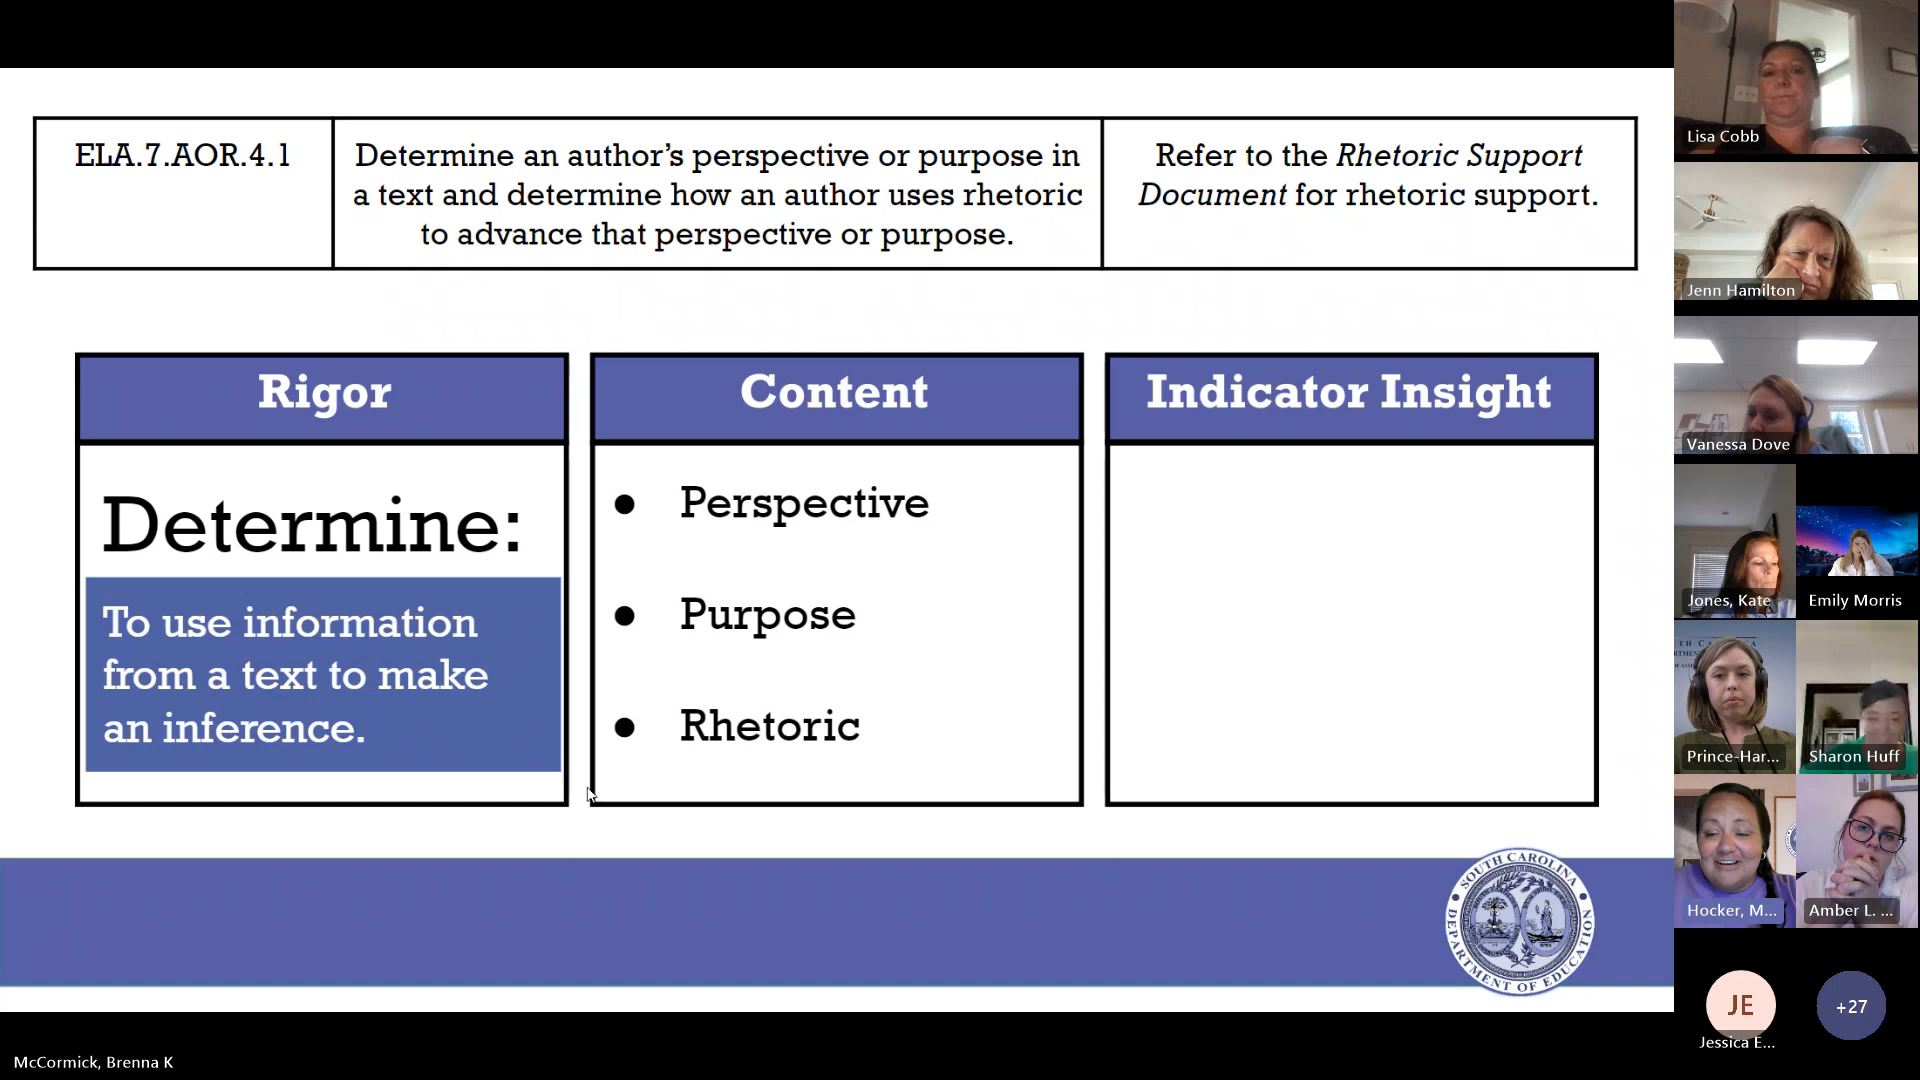 ELA.7.AOR.4.1
Determine an author's perspective or purpose in
a text and determine how an author uses rhetoric
to advance that perspective or purpose.
Refer to the Rhetoric Support
Document for rhetoric support.
Rigor
Determine:
To use information
from a text to make
an inference.
Content
● Perspective
● Purpose
● Rhetoric
Indicator Insight
SOUTH CAROLINA
DEPARTMENT OF EDUCATION
McCormick, Brenna K
Lisa Cobb
Jenn Hamilton
Vanessa Dove
Jones, Kate
Emily Morris
Prince-Har...
Sharon Huff
Hocker, M...
Amber L. ...
JE
Jessica E...
+27